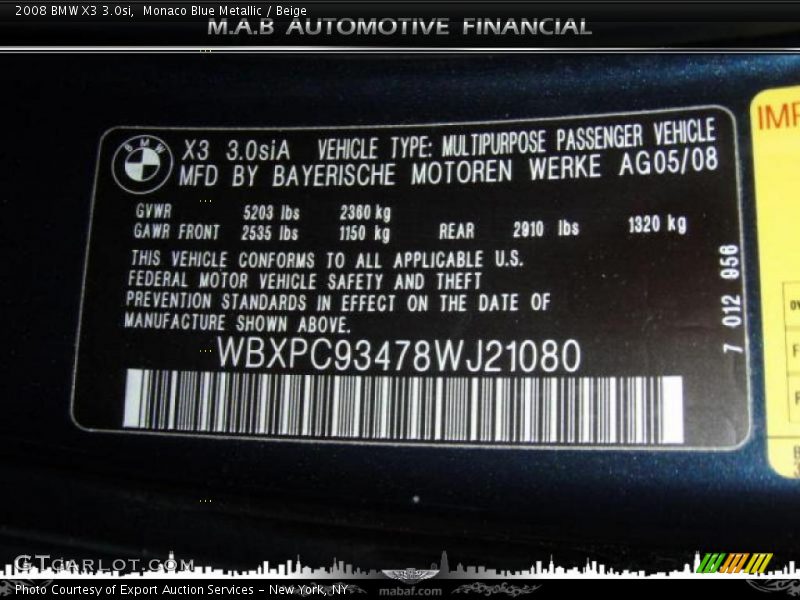 2008 BMW X3 3.0si, Monaco Blue Metallic / Beige
M.A.B AUTOMOTIVE FINANCIAL
BMW
X3 3.0siA VEHICLE TYPE: MULTIPURPOSE PASSENGER VEHICLE
MFD BY BAYERISCHE MOTOREN WERKE AG05/08
GVWR 5203 lbs 2360 kg
GAWR FRONT 2535 lbs 1150 kg REAR 2910 lbs 1320 kg
THIS VEHICLE CONFORMS TO ALL APPLICABLE U.S.
FEDERAL MOTOR VEHICLE SAFETY AND THEFT
PREVENTION STANDARDS IN EFFECT ON THE DATE OF
MANUFACTURE SHOWN ABOVE.
WBXPC93478WJ21080
7 012 956
GTcarlot.com
Photo Courtesy of Export Auction Services - New York, NY
mabaf.com